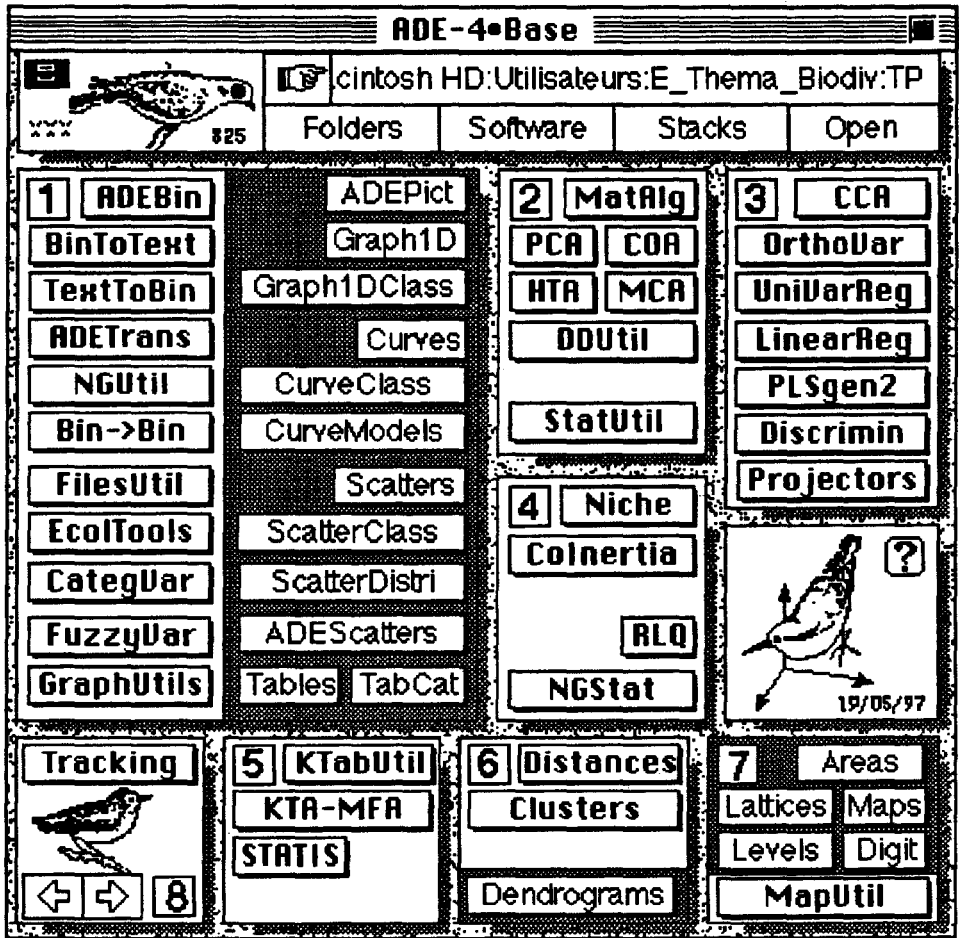 ADE-4•Base
cintosh HD:Utilisateurs:E_Thema_Biodiv:TP
825
Folders Software Stacks Open
1 ADEBin
BinToText
TextToBin
ADETrans
NGUtil
Bin->Bin
FilesUtil
EcolTools
CategVar
FuzzyVar
GraphUtils
ADEPict
Graph1D
Graph1DClass
Curves
CurveClass
CurveModels
Scatters
ScatterClass
ScatterDistri
ADEScatters
Tables TabCat
2 MatAlg
PCA COA
HTA MCA
DDUtil
StatUtil
3 CCA
OrthoVar
UniVarReg
LinearReg
PLSgen2
Discrimin
Projectors
4 Niche
CoInertia
RLQ
NGStat
?
19/05/97
Tracking
8
5 KTabUtil
KTA-MFA
STATIS
6 Distances
Clusters
Dendrograms
7 Areas
Lattices Maps
Levels Digit
MapUtil